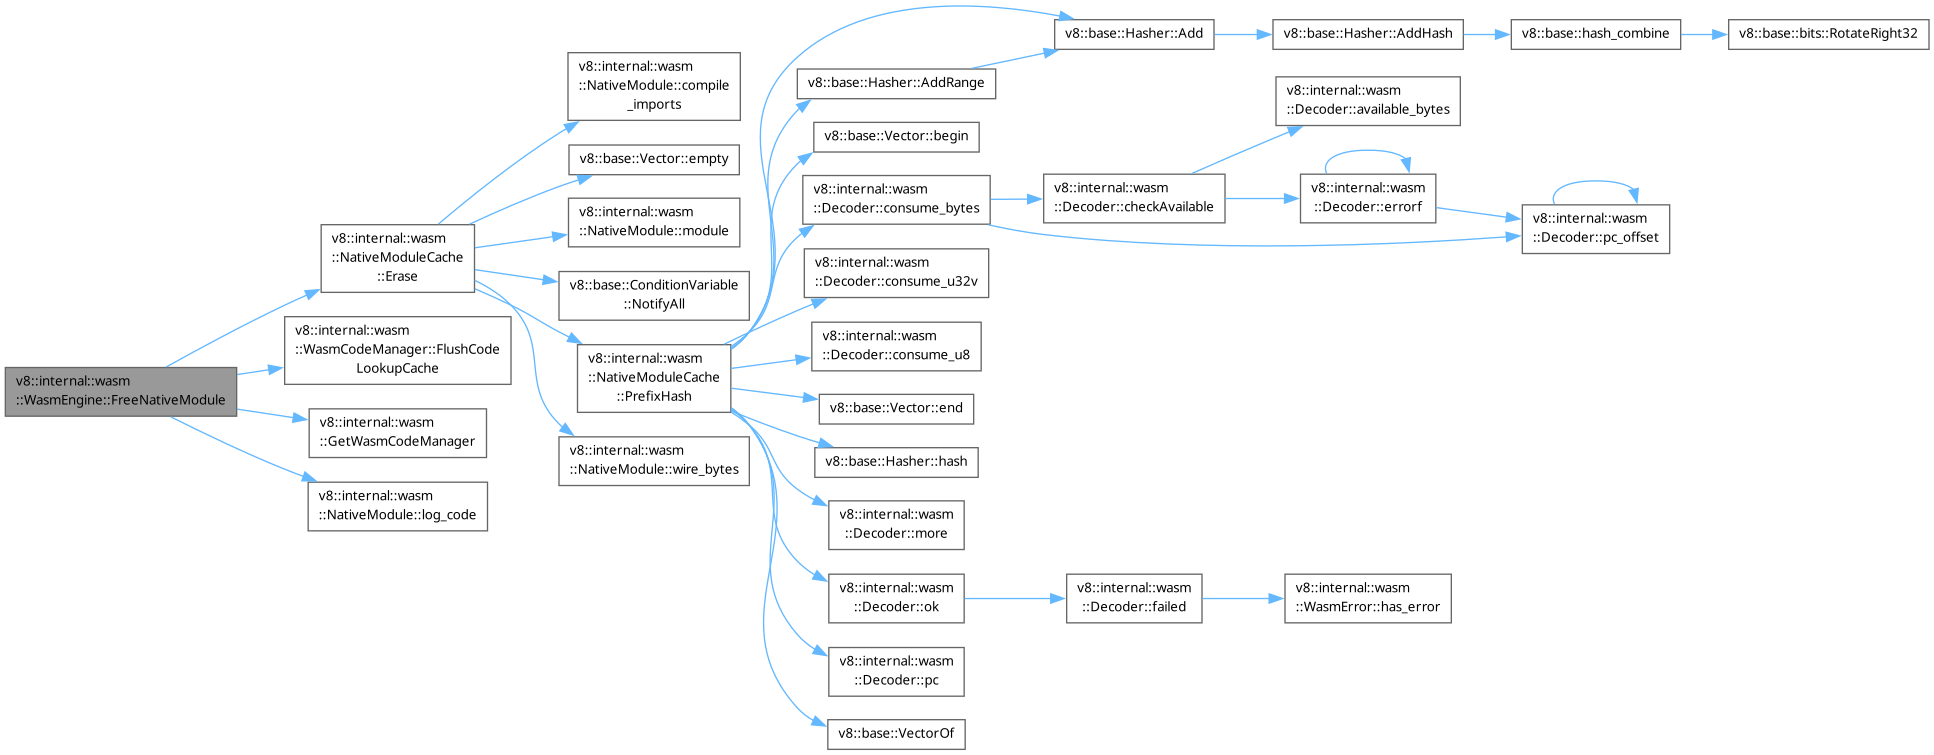 v8::internal::wasm
::WasmEngine::FreeNativeModule
v8::internal::wasm
::NativeModuleCache
::Erase
v8::internal::wasm
::WasmCodeManager::FlushCode
LookupCache
v8::internal::wasm
::GetWasmCodeManager
v8::internal::wasm
::NativeModule::log_code
v8::internal::wasm
::NativeModule::compile
_imports
v8::base::Vector::empty
v8::internal::wasm
::NativeModule::module
v8::base::ConditionVariable
::NotifyAll
v8::internal::wasm
::NativeModuleCache
::PrefixHash
v8::internal::wasm
::NativeModule::wire_bytes
v8::base::Hasher::AddRange
v8::base::Vector::begin
v8::internal::wasm
::Decoder::consume_bytes
v8::internal::wasm
::Decoder::consume_u32v
v8::internal::wasm
::Decoder::consume_u8
v8::base::Vector::end
v8::base::Hasher::hash
v8::internal::wasm
::Decoder::more
v8::internal::wasm
::Decoder::ok
v8::internal::wasm
::Decoder::pc
v8::base::VectorOf
v8::base::Hasher::Add
v8::internal::wasm
::Decoder::checkAvailable
v8::internal::wasm
::Decoder::failed
v8::base::Hasher::AddHash
v8::internal::wasm
::Decoder::available_bytes
v8::internal::wasm
::Decoder::errorf
v8::internal::wasm
::WasmError::has_error
v8::base::hash_combine
v8::internal::wasm
::Decoder::pc_offset
v8::base::bits::RotateRight32